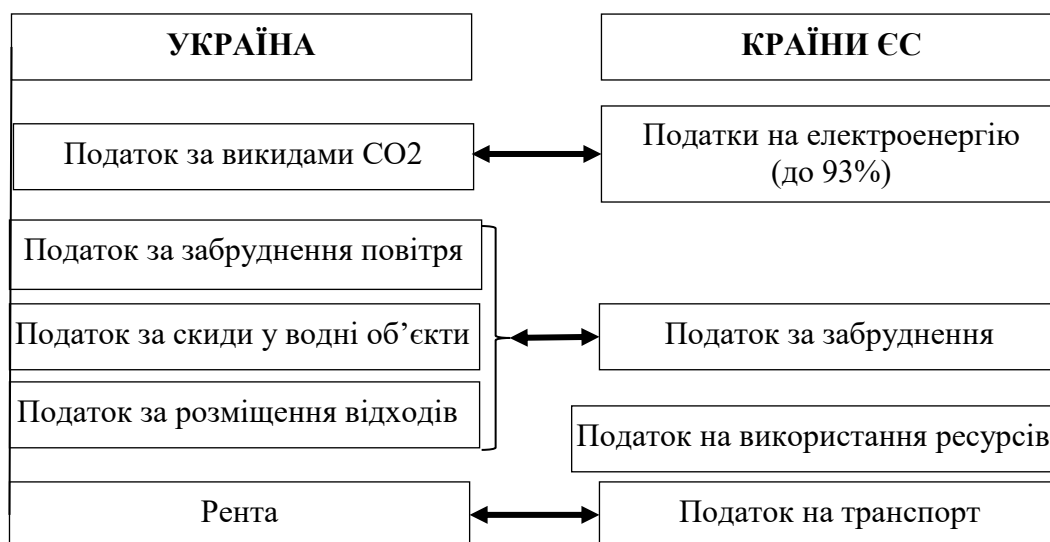 УКРАЇНА
КРАЇНИ ЄС
Податок за викидами СО2
Податки на електроенергію
(до 93%)
Податок за забруднення повітря
Податок за скиди у водні об’єкти
Податок за забруднення
Податок за розміщення відходів
Податок на використання ресурсів
Рента
Податок на транспорт